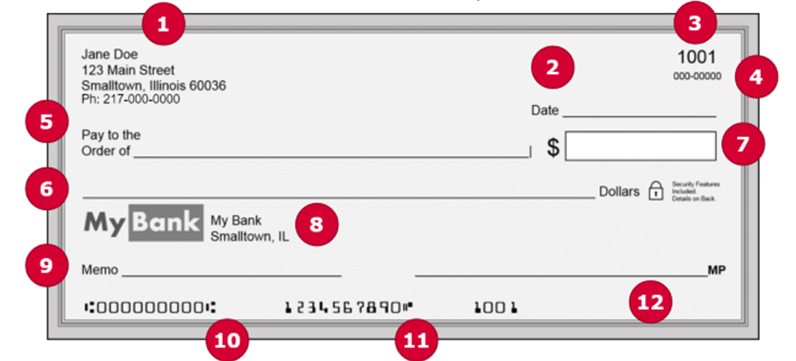 1
3
Jane Doe
123 Main Street
Smalltown, Illinois 60036
Ph: 217-000-0000
2
1001
000-00000
4
Date
5
Pay to the
Order of
$
7
6
Dollars
Security Features
Included.
Details on Back.
My Bank
My Bank
Smalltown, IL
8
9
Memo
MP
⑆000000000⑆ 1234567890⑈ 1001
12
10
11